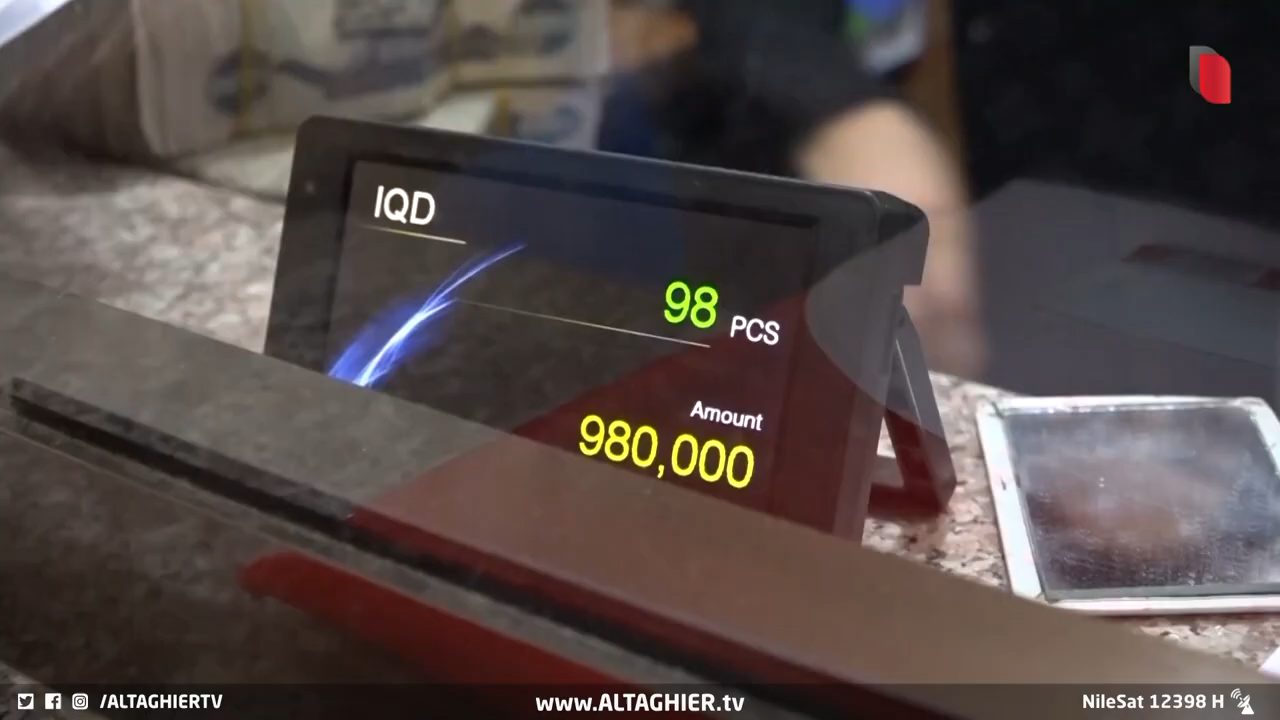 IQD
98 PCS
Amount
980,000
/ALTAGHIERTV
www.ALTAGHIER.tv
NileSat 12398 H